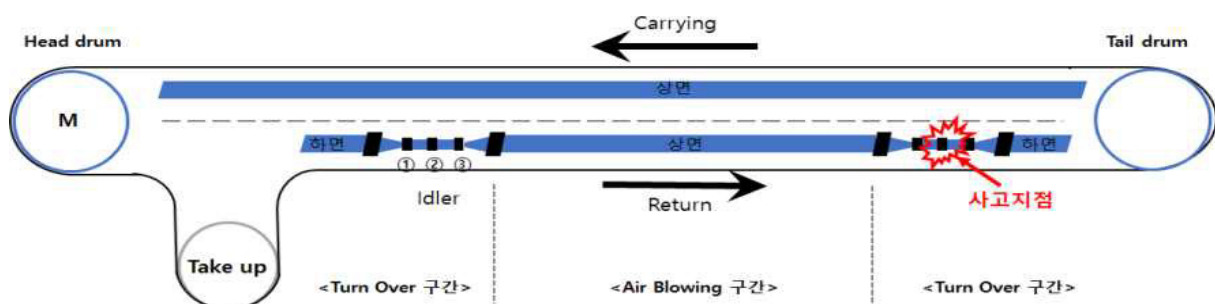 Carrying
Head drum
Tail drum
상면
M
하면
상면
하면
① ② ③
사고지점
Idler
Return
Take up
<Turn Over 구간>
<Air Blowing 구간>
<Turn Over 구간>